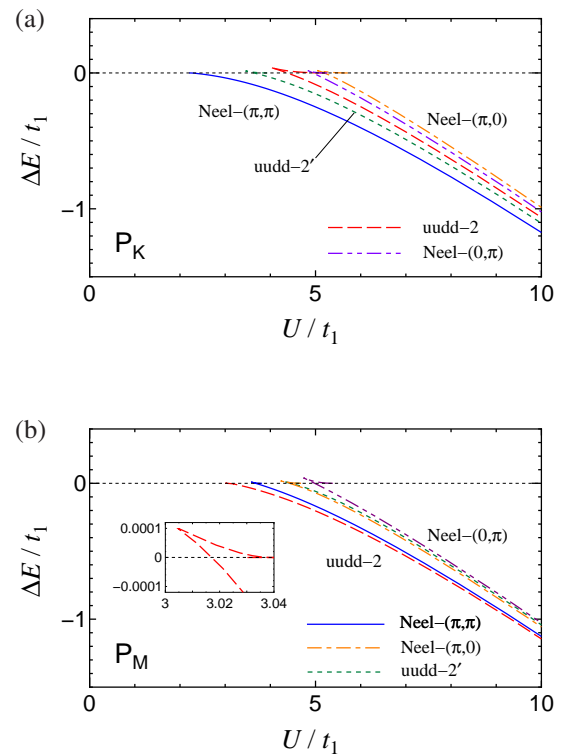 (a)
0
−1
ΔE / t₁
Neel−(π,π)
uudd−2′
Neel−(π,0)
uudd−2
Neel−(0,π)
P_K
0
5
10
U / t₁
(b)
0
−1
ΔE / t₁
0.0001
0
−0.0001
3
3.02
3.04
uudd−2
Neel−(0,π)
Neel−(π,π)
Neel−(π,0)
uudd−2′
P_M
0
5
10
U / t₁